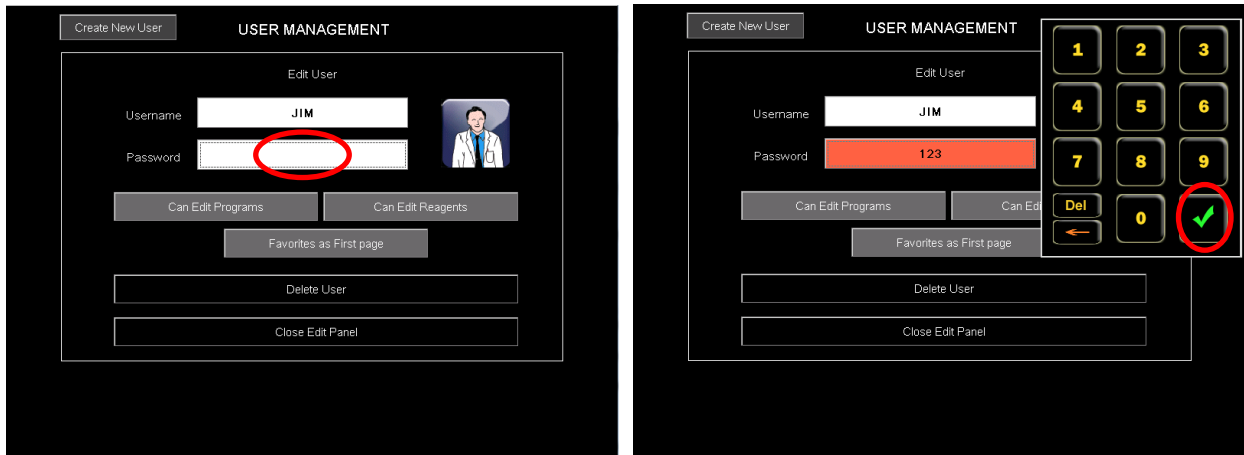 Create New User
USER MANAGEMENT
Edit User
Username JIM
Password
Can Edit Programs Can Edit Reagents
Favorites as First page
Delete User
Close Edit Panel
Create New User
USER MANAGEMENT
Edit User
Username JIM
Password 123
Can Edit Programs Can Edi
Favorites as First page
Delete User
Close Edit Panel
1 2 3
4 5 6
7 8 9
Del
0